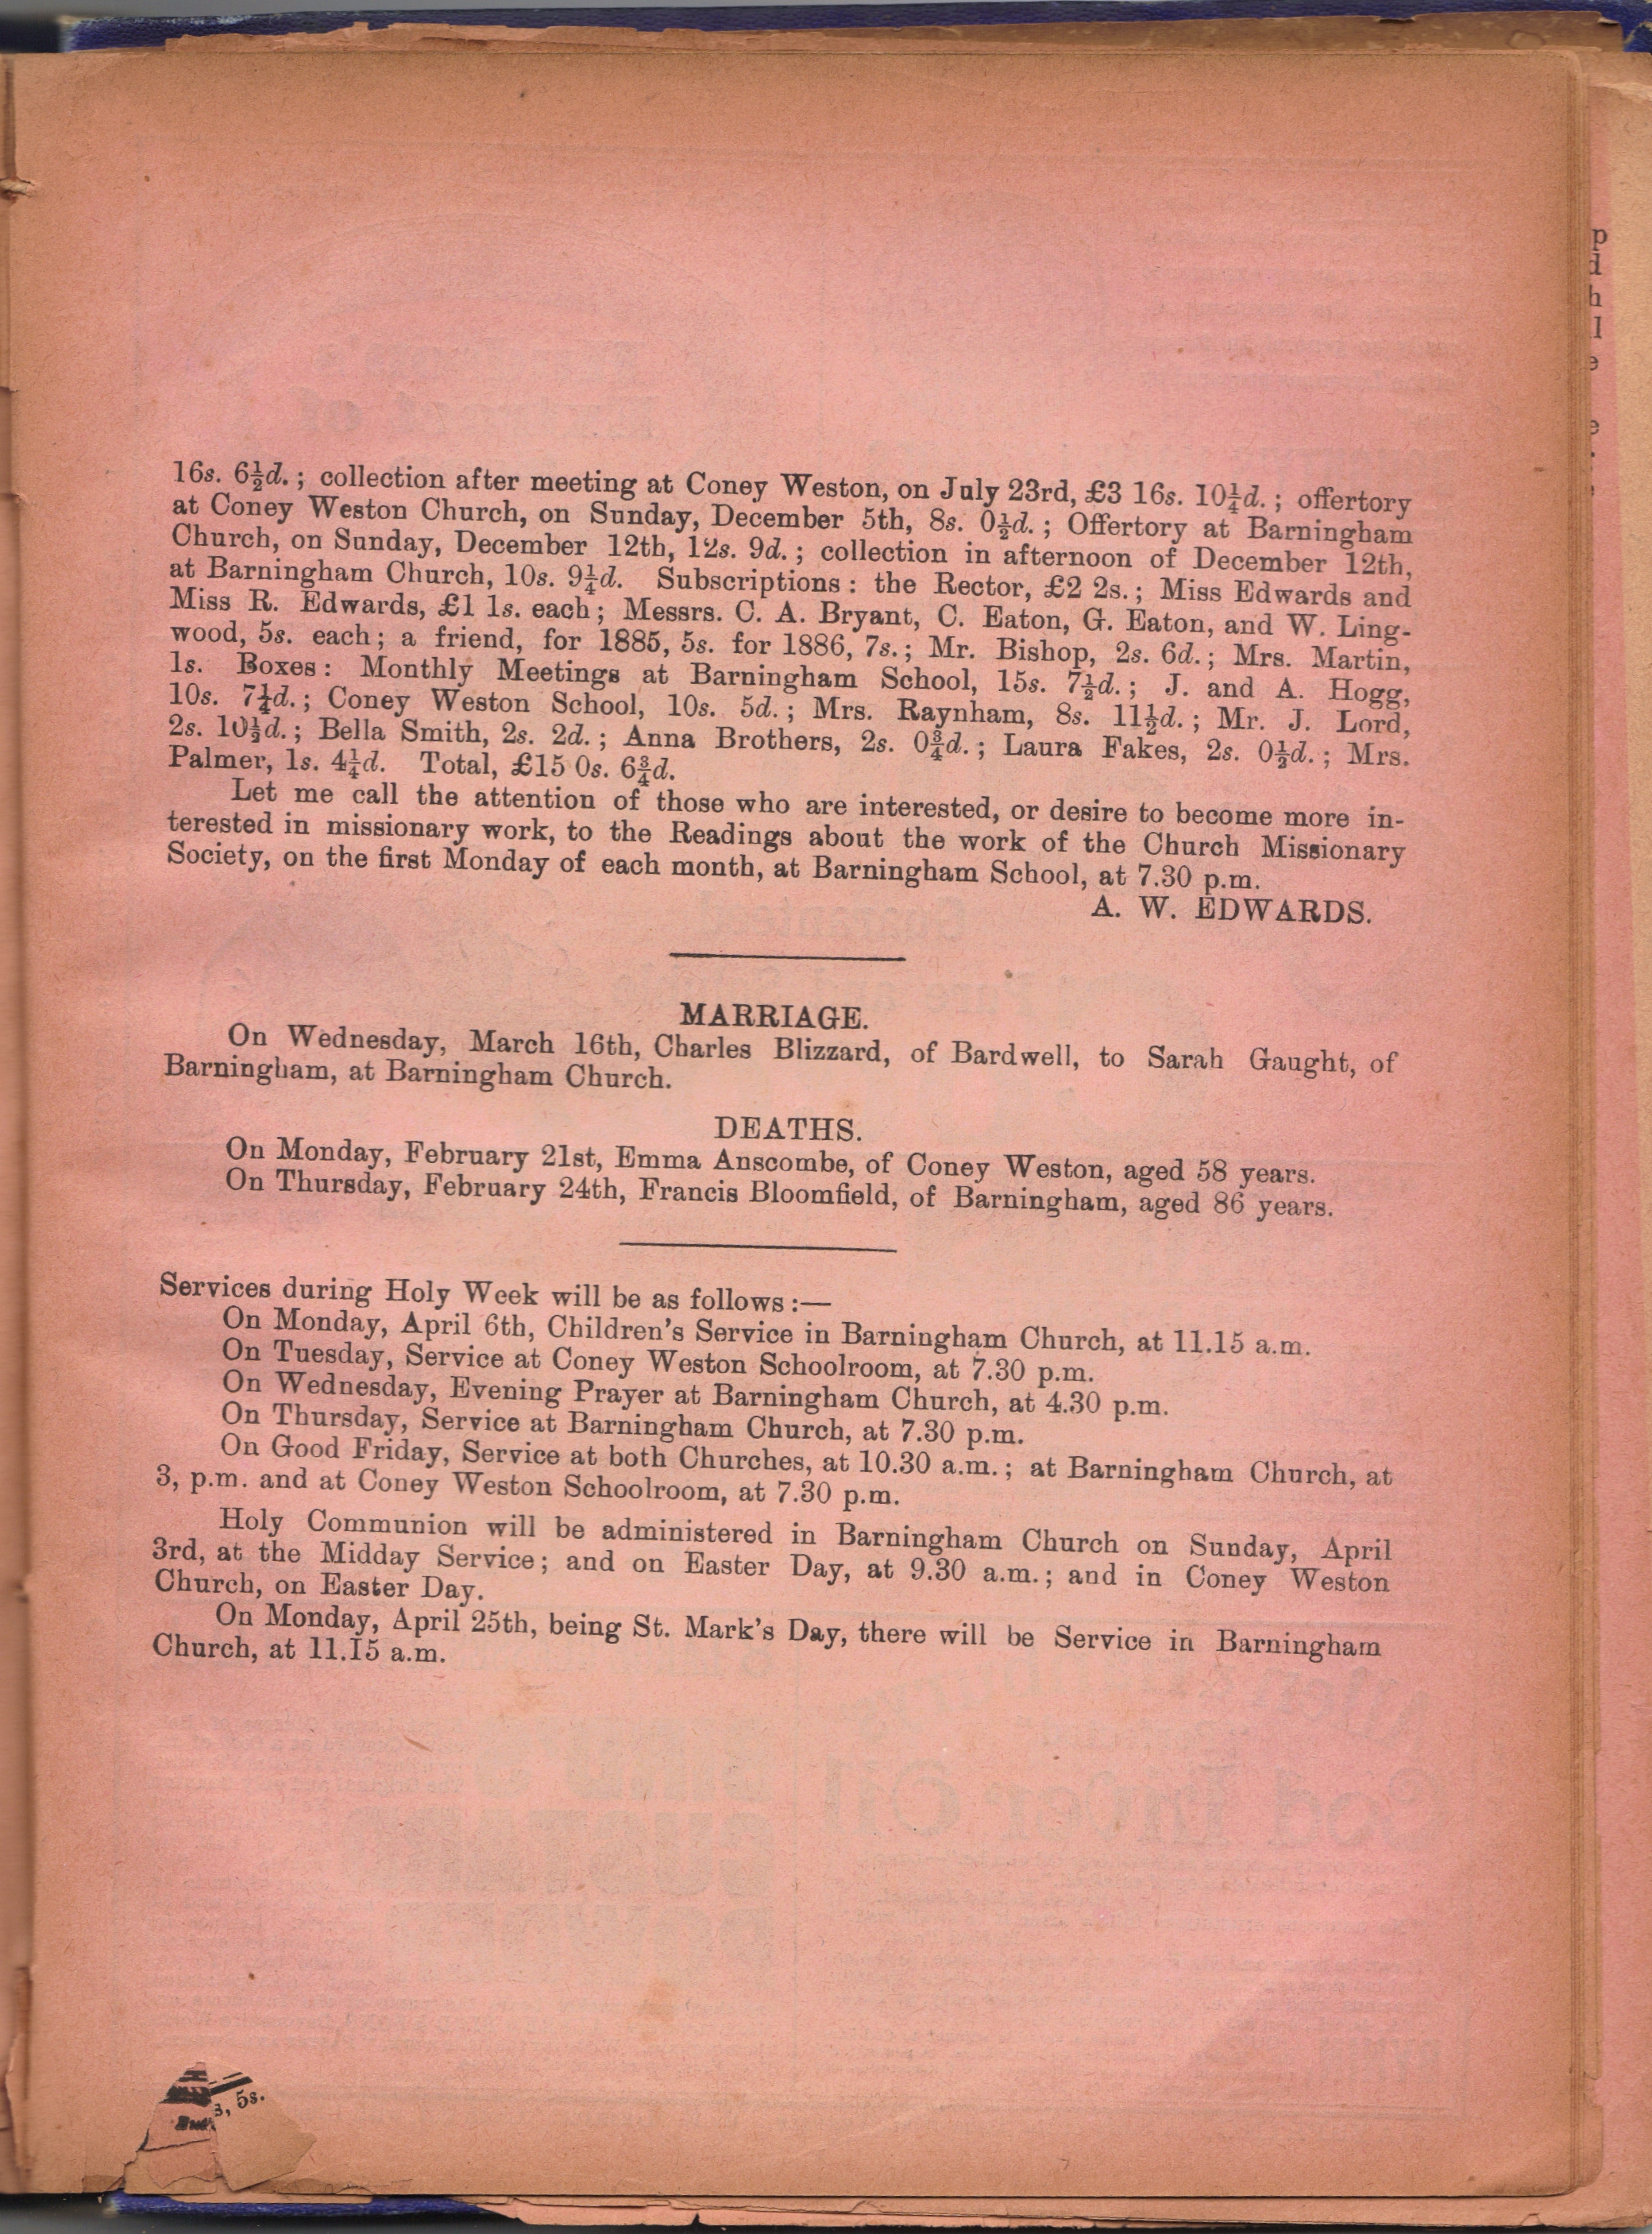 16s. 6½d.; collection after meeting at Coney Weston, on July 23rd, £3 16s. 10¼d.; offertory
at Coney Weston Church, on Sunday, December 5th, 8s. 0½d.; Offertory at Barningham
Church, on Sunday, December 12th, 12s. 9d.; collection in afternoon of December 12th,
at Barningham Church, 10s. 9¼d. Subscriptions: the Rector, £2 2s.; Miss Edwards and
Miss R. Edwards, £1 1s. each; Messrs. C. A. Bryant, C. Eaton, G. Eaton, and W. Ling-
wood, 5s. each; a friend, for 1885, 5s. for 1886, 7s.; Mr. Bishop, 2s. 6d.; Mrs. Martin,
1s. Boxes: Monthly Meetings at Barningham School, 15s. 7½d.; J. and A. Hogg,
10s. 7¼d.; Coney Weston School, 10s. 5d.; Mrs. Raynham, 8s. 11½d.; Mr. J. Lord,
2s. 10½d.; Bella Smith, 2s. 2d.; Anna Brothers, 2s. 0¾d.; Laura Fakes, 2s. 0½d.; Mrs.
Palmer, 1s. 4¼d. Total, £15 0s. 6¾d.
Let me call the attention of those who are interested, or desire to become more in-
terested in missionary work, to the Readings about the work of the Church Missionary
Society, on the first Monday of each month, at Barningham School, at 7.30 p.m.
A. W. EDWARDS.
MARRIAGE.
On Wednesday, March 16th, Charles Blizzard, of Bardwell, to Sarah Gaught, of
Barningham, at Barningham Church.
DEATHS.
On Monday, February 21st, Emma Anscombe, of Coney Weston, aged 58 years.
On Thursday, February 24th, Francis Bloomfield, of Barningham, aged 86 years.
Services during Holy Week will be as follows:—
On Monday, April 6th, Children's Service in Barningham Church, at 11.15 a.m.
On Tuesday, Service at Coney Weston Schoolroom, at 7.30 p.m.
On Wednesday, Evening Prayer at Barningham Church, at 4.30 p.m.
On Thursday, Service at Barningham Church, at 7.30 p.m.
On Good Friday, Service at both Churches, at 10.30 a.m.; at Barningham Church, at
3, p.m. and at Coney Weston Schoolroom, at 7.30 p.m.
Holy Communion will be administered in Barningham Church on Sunday, April
3rd, at the Midday Service; and on Easter Day, at 9.30 a.m.; and in Coney Weston
Church, on Easter Day.
On Monday, April 25th, being St. Mark's Day, there will be Service in Barningham
Church, at 11.15 a.m.
s, 5s.